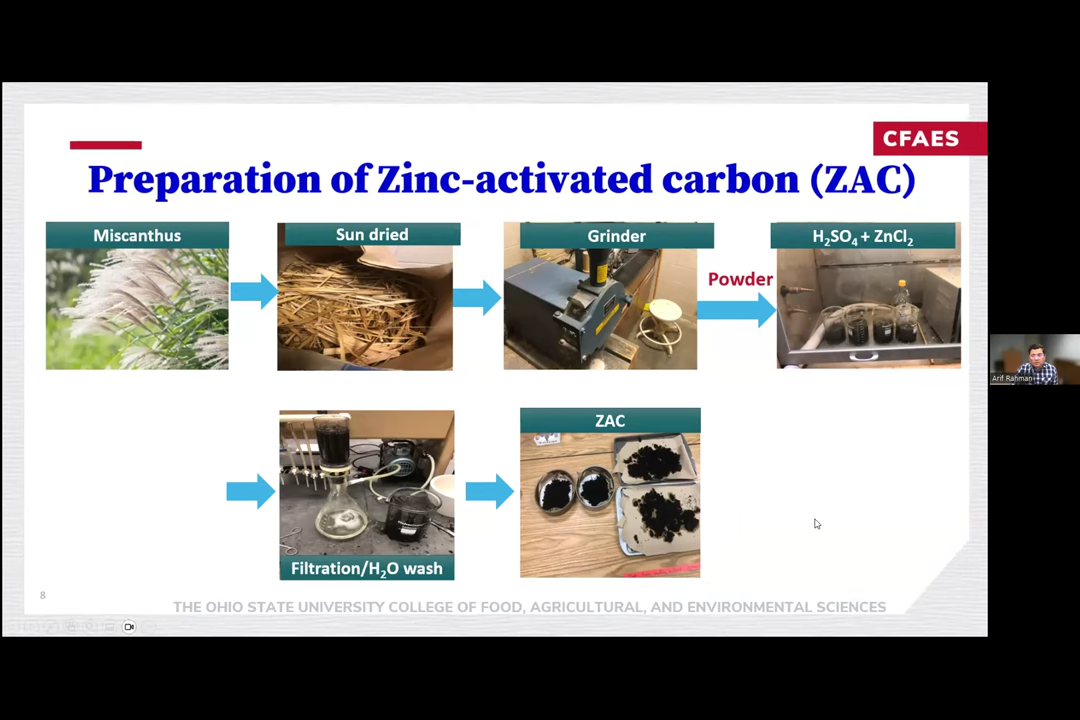 CFAES
Preparation of Zinc-activated carbon (ZAC)
Miscanthus
Sun dried
Grinder
Powder
H₂SO₄ + ZnCl₂
Filtration/H₂O wash
ZAC
8
THE OHIO STATE UNIVERSITY COLLEGE OF FOOD, AGRICULTURAL, AND ENVIRONMENTAL SCIENCES
Arif Rahman